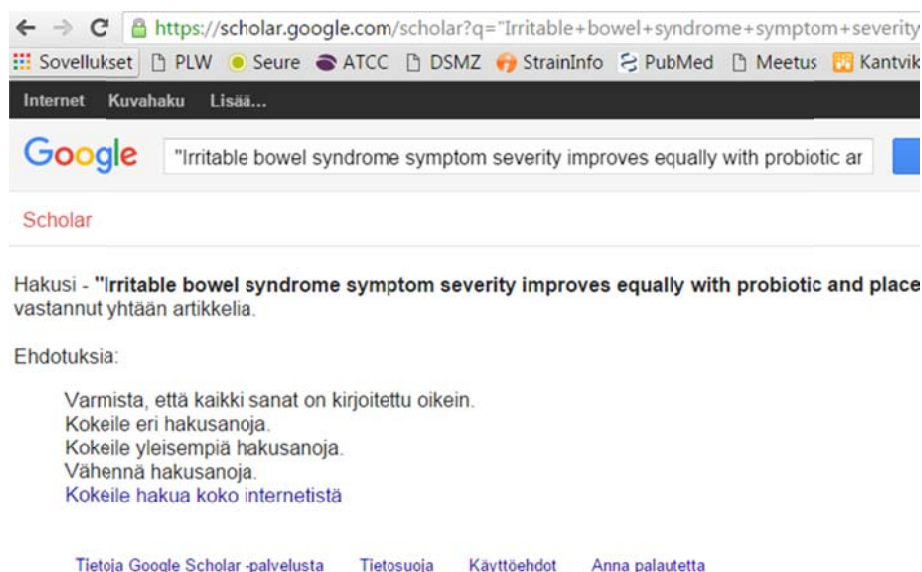 https://scholar.google.com/scholar?q="Irritable+bowel+syndrome+symptom+severity
Sovellukset PLW Seure ATCC DSMZ StrainInfo PubMed Meetus Kantvik
Internet Kuvahaku Lisää...
Google "Irritable bowel syndrome symptom severity improves equally with probiotic ar
Scholar
Hakusi - "Irritable bowel syndrome symptom severity improves equally with probiotic and place
vastannut yhtään artikkelia.
Ehdotuksia:
Varmista, että kaikki sanat on kirjoitettu oikein.
Kokeile eri hakusanoja.
Kokeile yleisempiä hakusanoja.
Vähennä hakusanoja.
Kokeile hakua koko internetistä
Tietoja Google Scholar -palvelusta Tietosuoja Käyttöehdot Anna palautetta